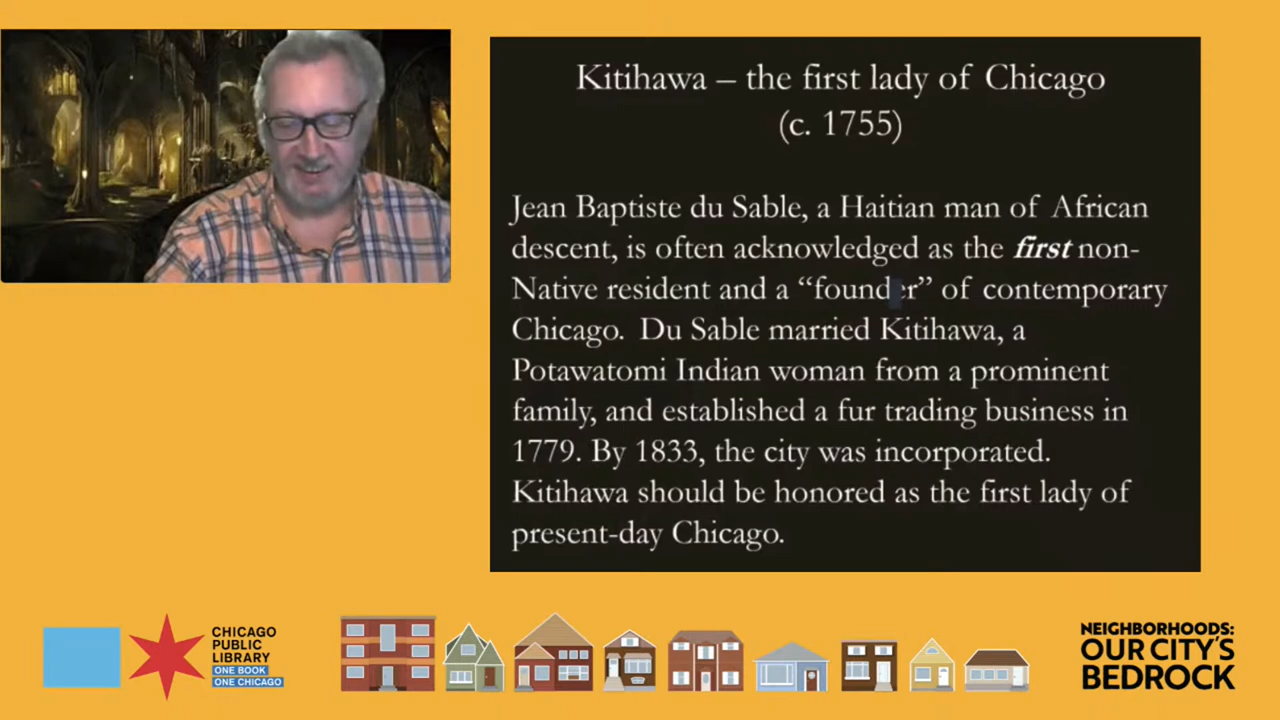 Kitihawa – the first lady of Chicago
(c. 1755)
Jean Baptiste du Sable, a Haitian man of African
descent, is often acknowledged as the first non-
Native resident and a “founder” of contemporary
Chicago. Du Sable married Kitihawa, a
Potawatomi Indian woman from a prominent
family, and established a fur trading business in
1779. By 1833, the city was incorporated.
Kitihawa should be honored as the first lady of
present-day Chicago.
CHICAGO
PUBLIC
LIBRARY
ONE BOOK
ONE CHICAGO
NEIGHBORHOODS:
OUR CITY'S
BEDROCK